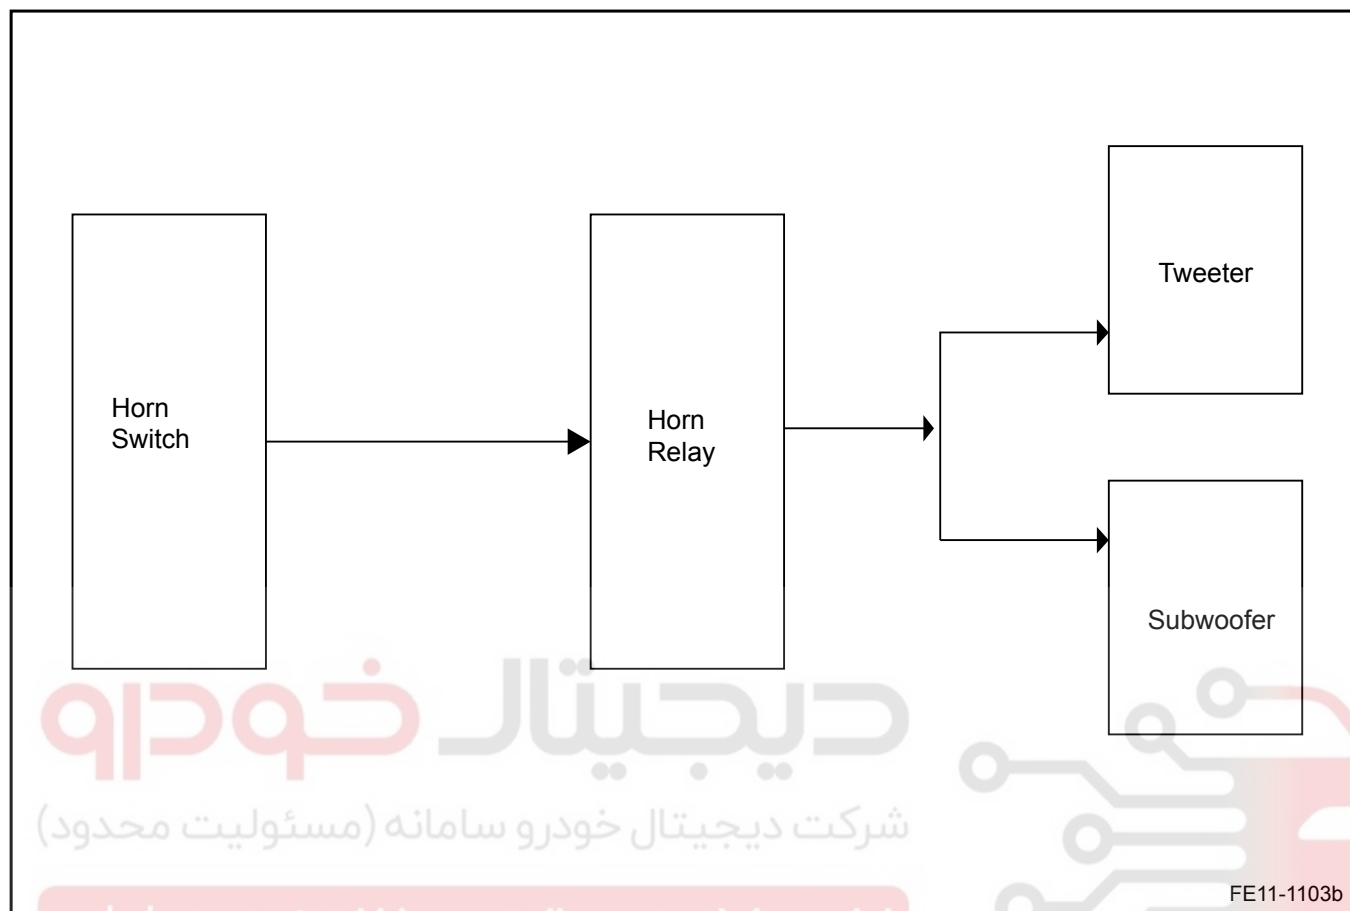 Tweeter
Horn
Switch
Horn
Relay
Subwoofer
دیجیتال خودرو
شرکت دیجیتال خودرو سامانه (مسئولیت محدود)
FE11-1103b